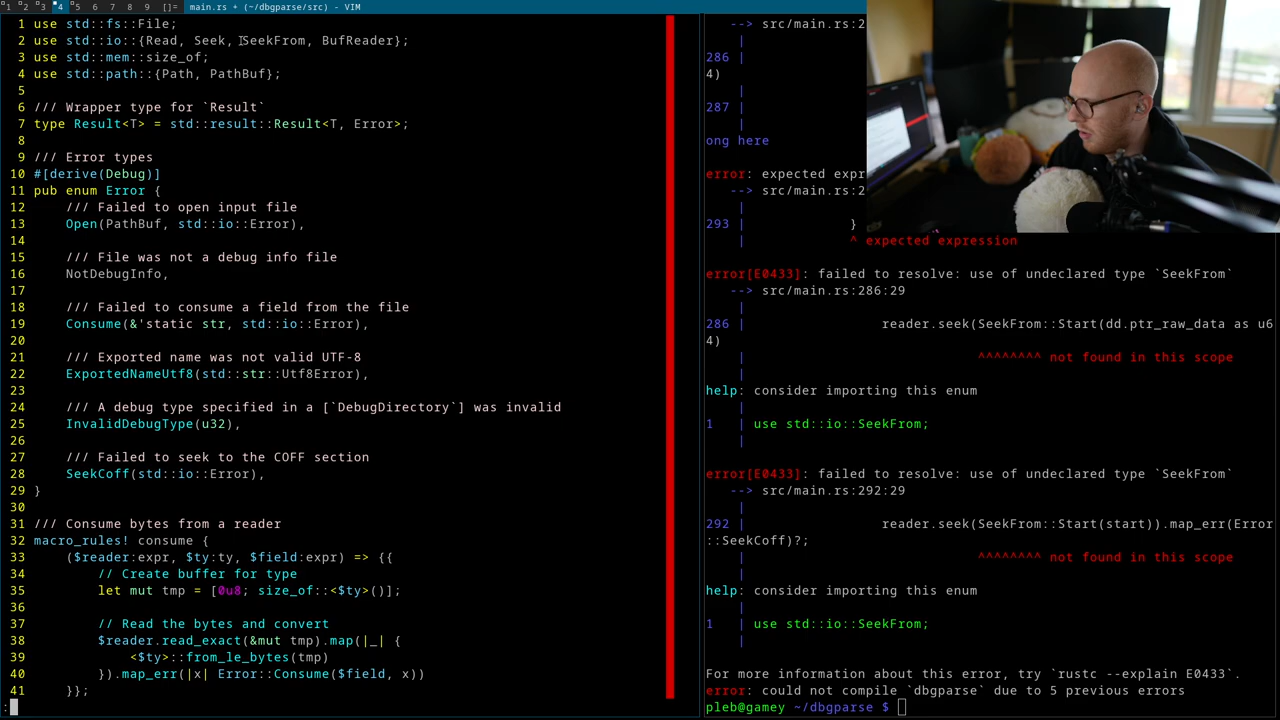 1 2 3 4 5 6 7 8 9 []= main.rs + (~/dbgparse/src) - VIM
1 use std::fs::File;
2 use std::io::{Read, Seek, SeekFrom, BufReader};
3 use std::mem::size_of;
4 use std::path::{Path, PathBuf};
5
6 /// Wrapper type for `Result`
7 type Result<T> = std::result::Result<T, Error>;
8
9 /// Error types
10 #[derive(Debug)]
11 pub enum Error {
12     /// Failed to open input file
13     Open(PathBuf, std::io::Error),
14
15     /// File was not a debug info file
16     NotDebugInfo,
17
18     /// Failed to consume a field from the file
19     Consume(&'static str, std::io::Error),
20
21     /// Exported name was not valid UTF-8
22     ExportedNameUtf8(std::str::Utf8Error),
23
24     /// A debug type specified in a [`DebugDirectory`] was invalid
25     InvalidDebugType(u32),
26
27     /// Failed to seek to the COFF section
28     SeekCoff(std::io::Error),
29 }
30
31 /// Consume bytes from a reader
32 macro_rules! consume {
33     ($reader:expr, $ty:ty, $field:expr) => {{
34         // Create buffer for type
35         let mut tmp = [0u8; size_of::<$ty>()];
36
37         // Read the bytes and convert
38         $reader.read_exact(&mut tmp).map(|_| {
39             <$ty>::from_le_bytes(tmp)
40         }).map_err(|x| Error::Consume($field, x))
41     }};
:
--> src/main.rs:2
|
286 |
4)
|
287 |
|
ong here
error: expected expr
--> src/main.rs:2
|
293 |             }
|             ^ expected expression
error[E0433]: failed to resolve: use of undeclared type `SeekFrom`
--> src/main.rs:286:29
|
286 |                 reader.seek(SeekFrom::Start(dd.ptr_raw_data as u6
4)
|                             ^^^^^^^^ not found in this scope
|
help: consider importing this enum
|
1   | use std::io::SeekFrom;
|
error[E0433]: failed to resolve: use of undeclared type `SeekFrom`
--> src/main.rs:292:29
|
292 |                 reader.seek(SeekFrom::Start(start)).map_err(Error
::SeekCoff)?;
|                             ^^^^^^^^ not found in this scope
|
help: consider importing this enum
|
1   | use std::io::SeekFrom;
|
For more information about this error, try `rustc --explain E0433`.
error: could not compile `dbgparse` due to 5 previous errors
pleb@gamey ~/dbgparse $